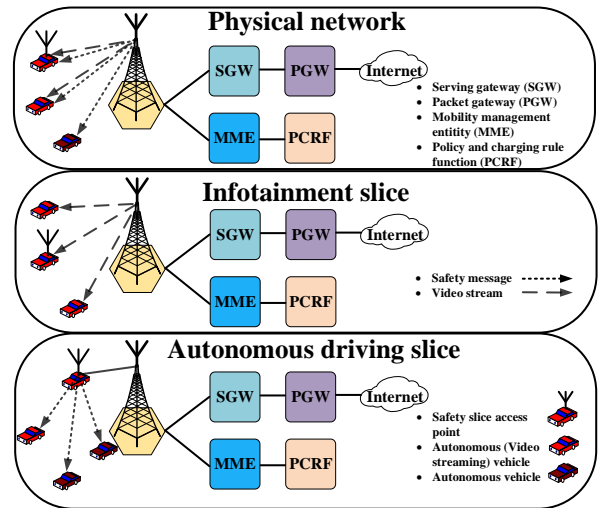 Physical network
SGW
PGW
Internet
MME
PCRF
• Serving gateway (SGW)
• Packet gateway (PGW)
• Mobility management
entitity (MME)
• Policy and charging rule
function (PCRF)
Infotainment slice
SGW
PGW
Internet
MME
PCRF
• Safety message
• Video stream
Autonomous driving slice
SGW
PGW
Internet
MME
PCRF
• Safety slice access
point
• Autonomous (Video
streaming) vehicle
• Autonomous vehicle